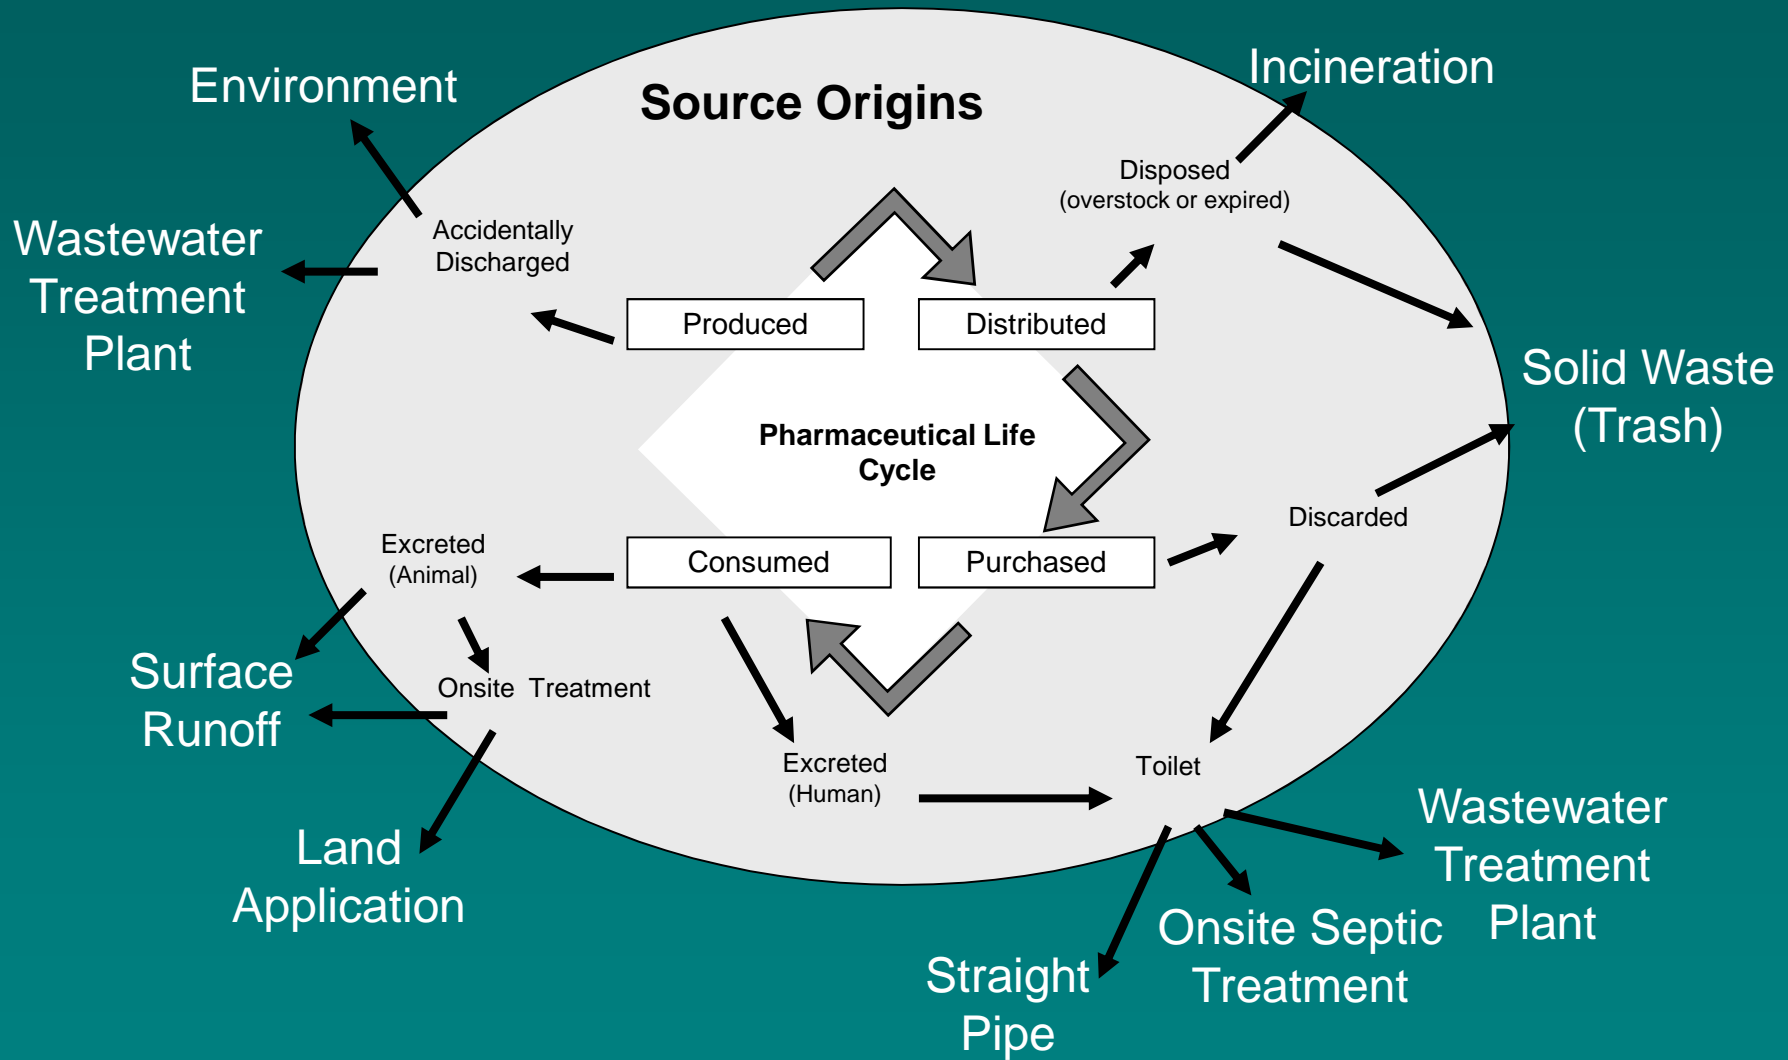 Source Origins
Environment
Incineration
Wastewater
Treatment
Plant
Accidentally
Discharged
Disposed
(overstock or expired)
Produced
Distributed
Solid Waste
(Trash)
Pharmaceutical Life
Cycle
Discarded
Excreted
(Animal)
Consumed
Purchased
Surface
Runoff
Onsite Treatment
Excreted
(Human)
Toilet
Land
Application
Wastewater
Treatment
Plant
Onsite Septic
Treatment
Straight
Pipe